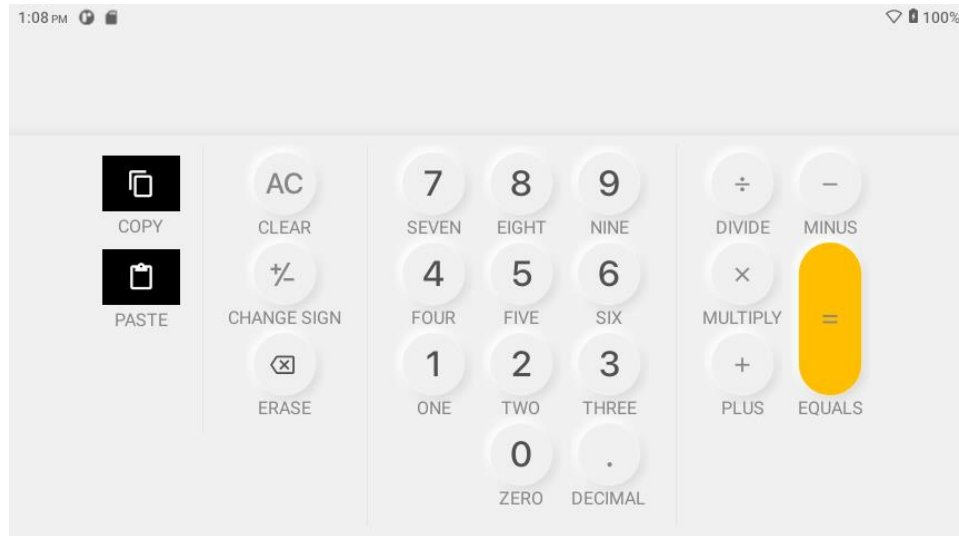 1:08 PM 100%
AC 7 8 9 ÷ −
COPY CLEAR SEVEN EIGHT NINE DIVIDE MINUS
+/− 4 5 6 × =
PASTE CHANGE SIGN FOUR FIVE SIX MULTIPLY
1 2 3 +
ERASE ONE TWO THREE PLUS EQUALS
0 .
ZERO DECIMAL